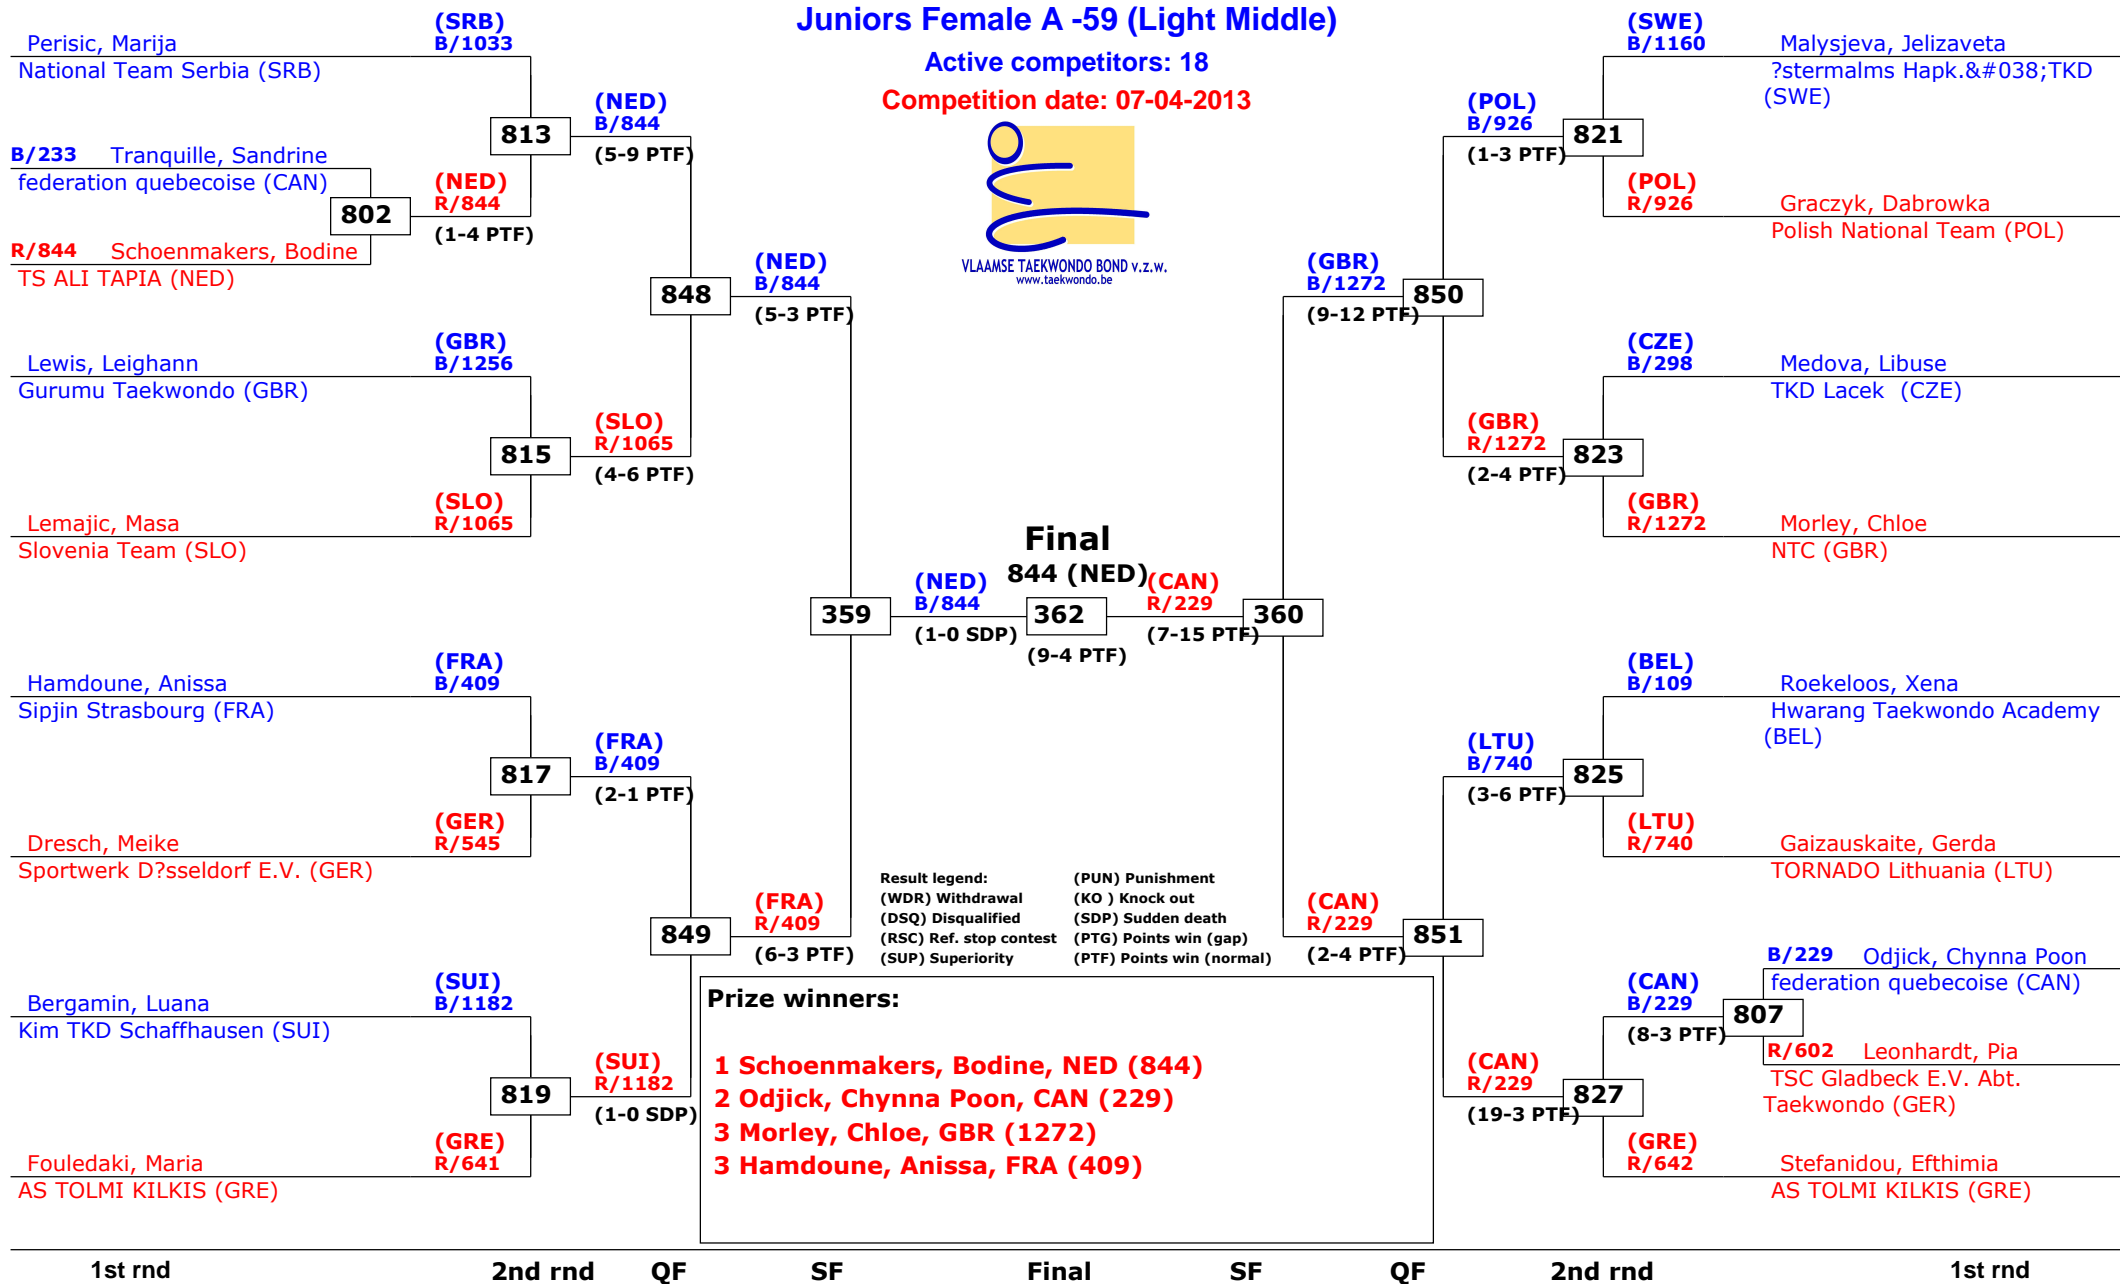 Juniors Female A -59 (Light Middle)
Active competitors: 18
Competition date: 07-04-2013
VLAAMSE TAEKWONDO BOND v.z.w.
www.taekwondo.be
Perisic, Marija
National Team Serbia (SRB)
(SRB)
B/1033
B/233 Tranquille, Sandrine
federation quebecoise (CAN)
802
R/844 Schoenmakers, Bodine
TS ALI TAPIA (NED)
(NED)
R/844
(1-4 PTF)
813
(NED)
B/844
(5-9 PTF)
Lewis, Leighann
Gurumu Taekwondo (GBR)
(GBR)
B/1256
815
Lemajic, Masa
Slovenia Team (SLO)
(SLO)
R/1065
(SLO)
R/1065
(4-6 PTF)
848
(NED)
B/844
(5-3 PTF)
Hamdoune, Anissa
Sipjin Strasbourg (FRA)
(FRA)
B/409
817
Dresch, Meike
Sportwerk D?sseldorf E.V. (GER)
(GER)
R/545
(FRA)
B/409
(2-1 PTF)
849
Bergamin, Luana
Kim TKD Schaffhausen (SUI)
(SUI)
B/1182
819
Fouledaki, Maria
AS TOLMI KILKIS (GRE)
(GRE)
R/641
(SUI)
R/1182
(1-0 SDP)
(FRA)
R/409
(6-3 PTF)
359
(NED)
B/844
(1-0 SDP)
Final
844 (NED)
362
(9-4 PTF)
(CAN)
R/229
(7-15 PTF)
360
(GBR)
B/1272
(9-12 PTF)
850
(POL)
B/926
(1-3 PTF)
821
(SWE)
B/1160
Malysjeva, Jelizaveta
?stermalms Hapk.&#038;TKD
(SWE)
(POL)
R/926
Graczyk, Dabrowka
Polish National Team (POL)
(CZE)
B/298
Medova, Libuse
TKD Lacek (CZE)
(GBR)
R/1272
(2-4 PTF)
823
(GBR)
R/1272
Morley, Chloe
NTC (GBR)
(BEL)
B/109
Roekeloos, Xena
Hwarang Taekwondo Academy
(BEL)
(LTU)
B/740
(3-6 PTF)
825
(LTU)
R/740
Gaizauskaite, Gerda
TORNADO Lithuania (LTU)
(CAN)
R/229
(2-4 PTF)
851
B/229 Odjick, Chynna Poon
federation quebecoise (CAN)
(CAN)
B/229
(8-3 PTF)
807
R/602 Leonhardt, Pia
TSC Gladbeck E.V. Abt.
Taekwondo (GER)
(CAN)
R/229
(19-3 PTF)
827
(GRE)
R/642
Stefanidou, Efthimia
AS TOLMI KILKIS (GRE)
Result legend:
(WDR) Withdrawal
(DSQ) Disqualified
(RSC) Ref. stop contest
(SUP) Superiority
(PUN) Punishment
(KO ) Knock out
(SDP) Sudden death
(PTG) Points win (gap)
(PTF) Points win (normal)
Prize winners:
1 Schoenmakers, Bodine, NED (844)
2 Odjick, Chynna Poon, CAN (229)
3 Morley, Chloe, GBR (1272)
3 Hamdoune, Anissa, FRA (409)
1st rnd 2nd rnd QF SF Final SF QF 2nd rnd 1st rnd